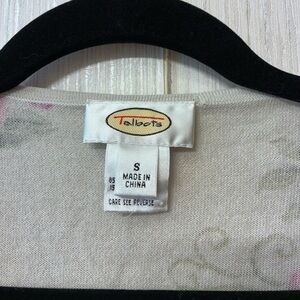 Talbots
S
MADE IN
CHINA
CARE SEE REVERSE